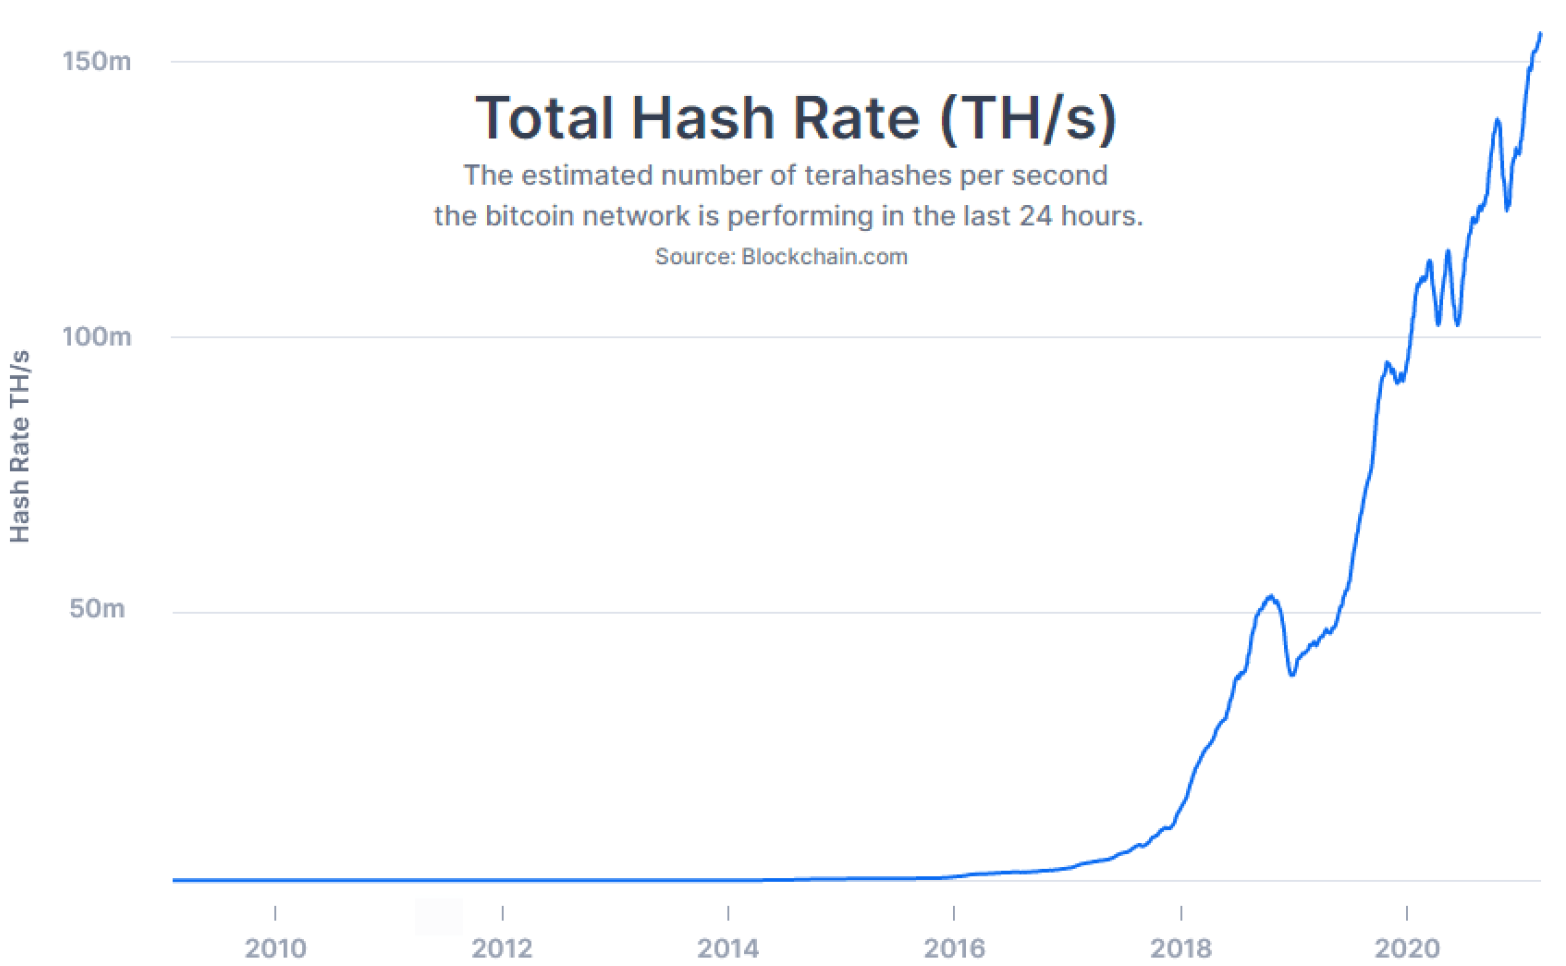 150m
Total Hash Rate (TH/s)
The estimated number of terahashes per second
the bitcoin network is performing in the last 24 hours.
Source: Blockchain.com
100m
Hash Rate TH/s
50m
2010 2012 2014 2016 2018 2020